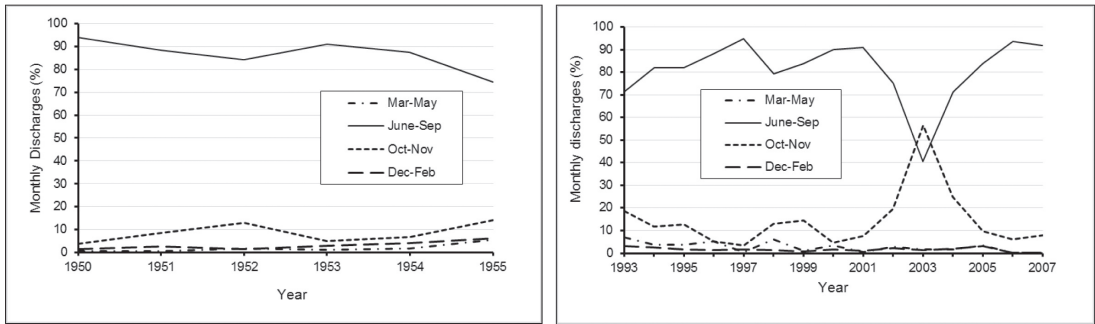 100
90
80
70
60
50
40
30
20
10
0
Monthly Discharges (%)
Mar-May
June-Sep
Oct-Nov
Dec-Feb
1950 1951 1952 1953 1954 1955
Year
100
90
80
70
60
50
40
30
20
10
0
Monthly discharges (%)
Mar-May
June-Sep
Oct-Nov
Dec-Feb
1993 1995 1997 1999 2001 2003 2005 2007
Year